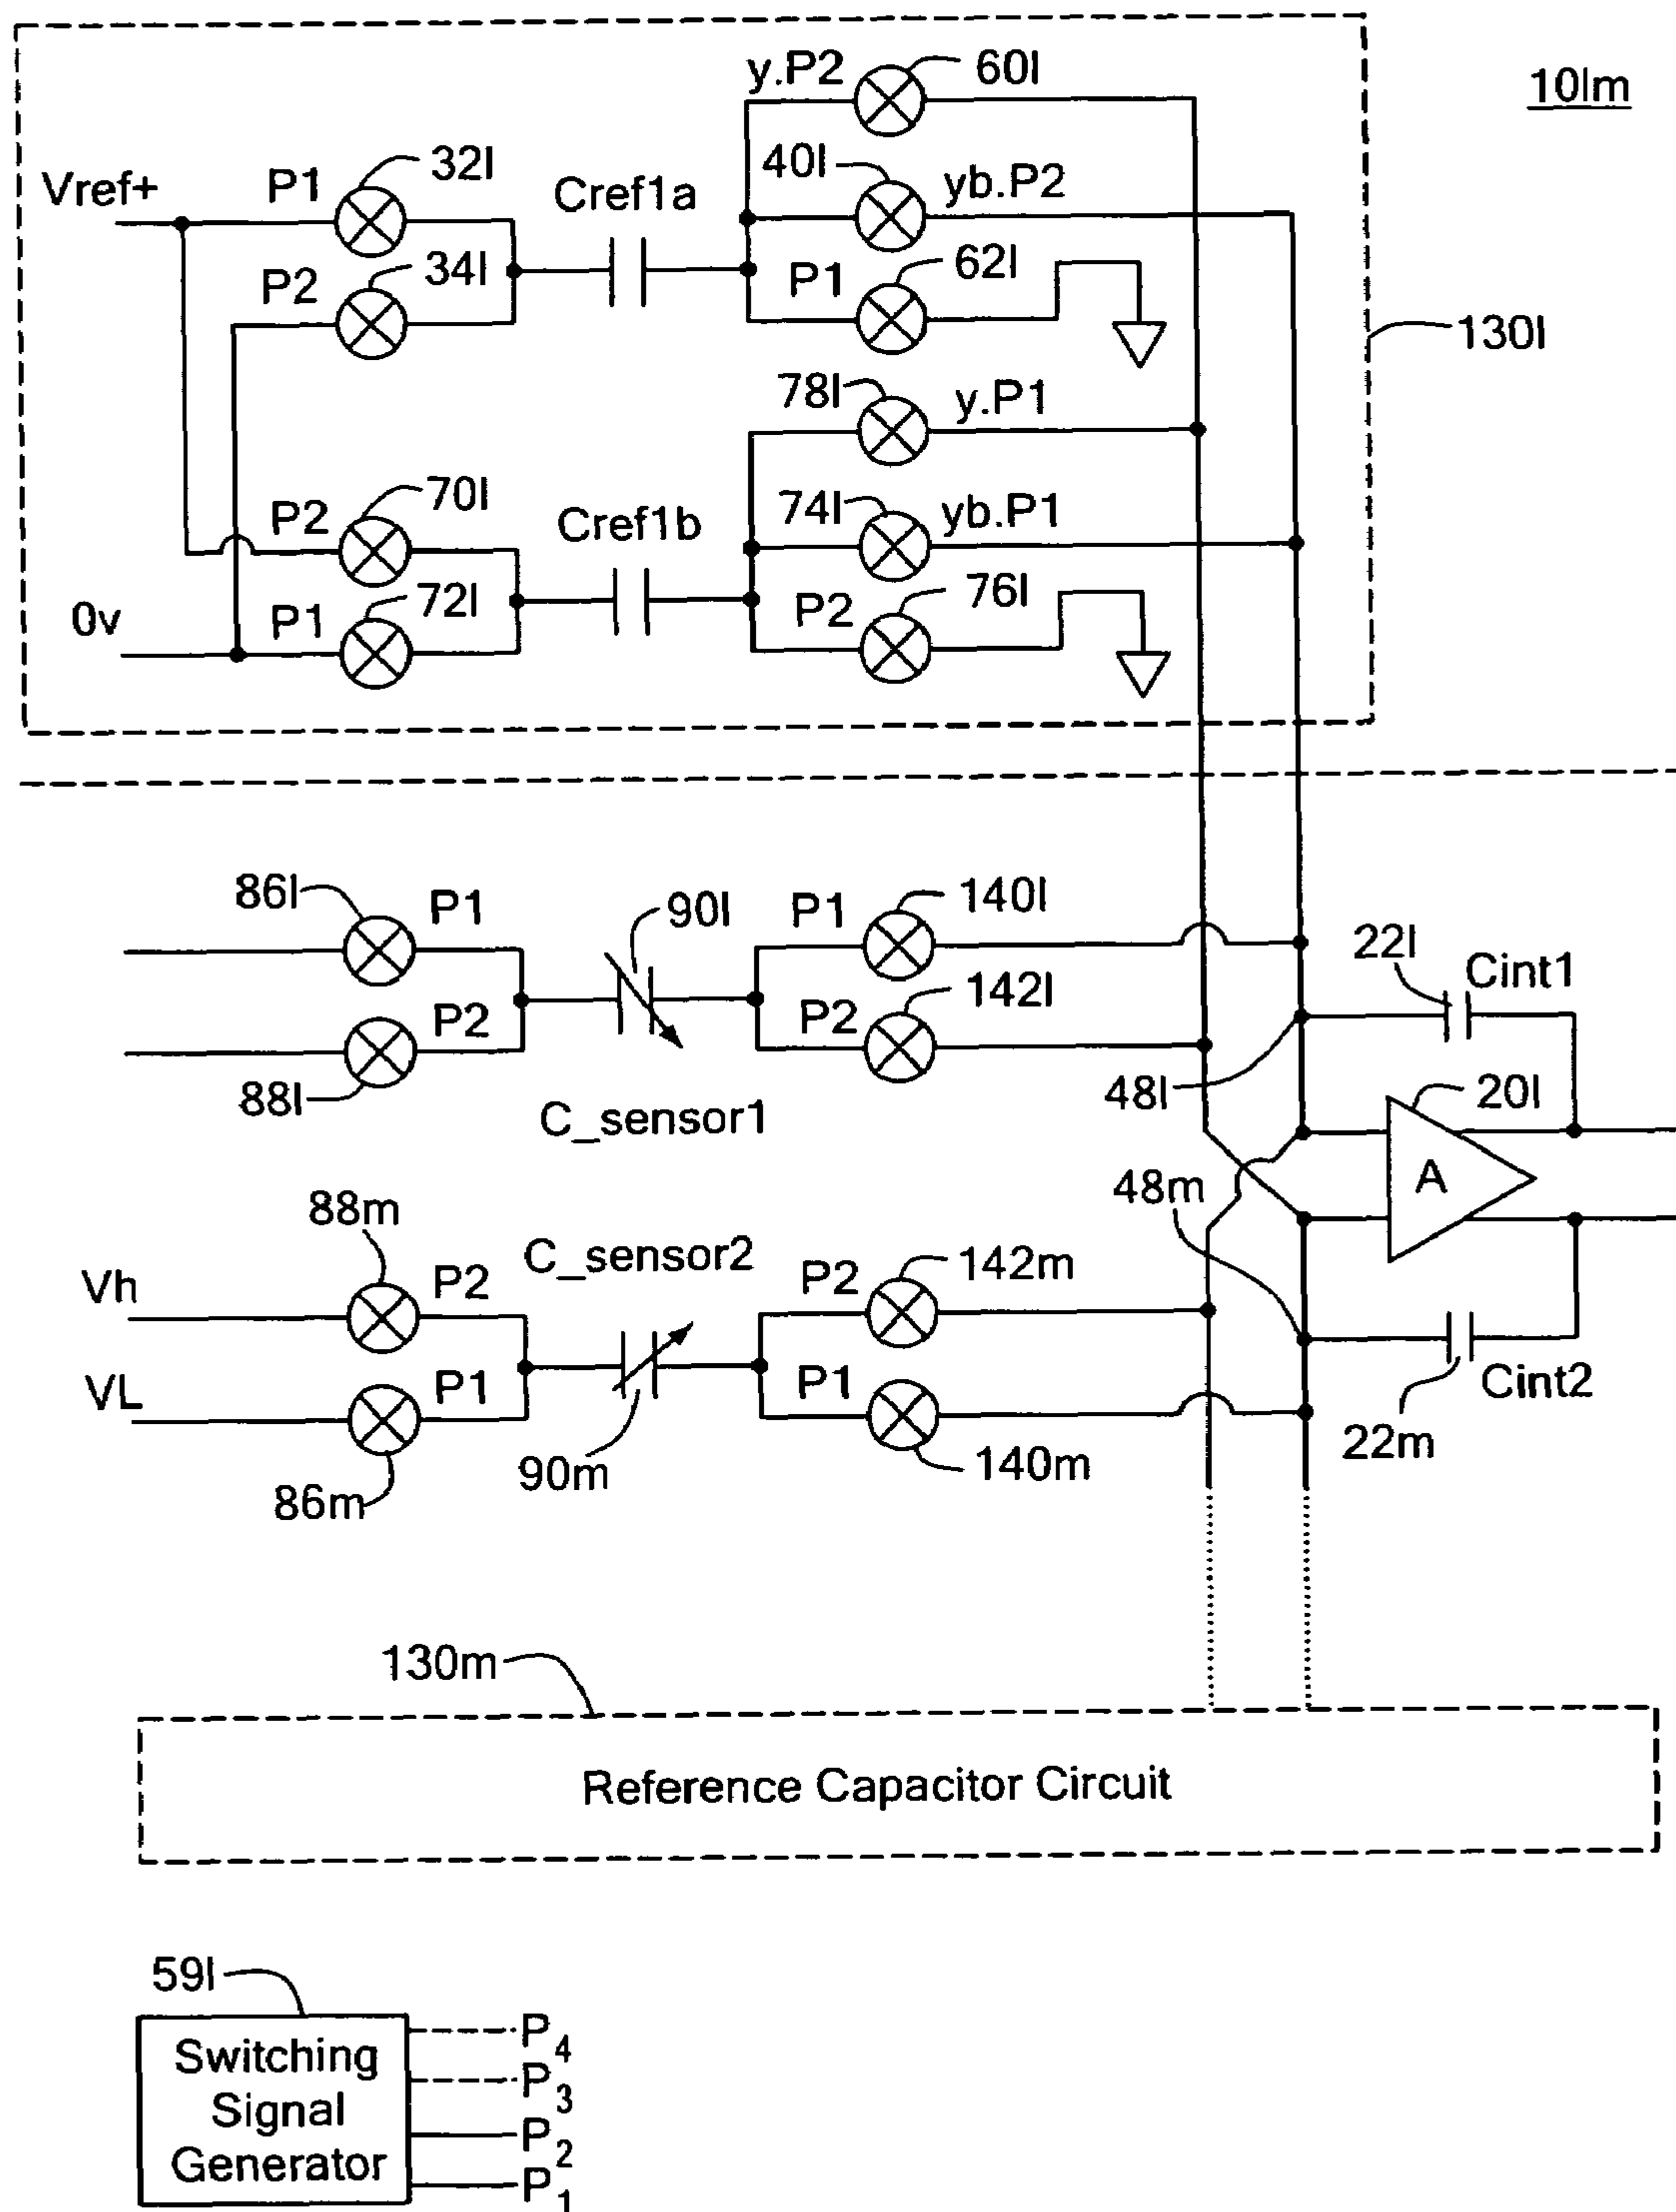 10lm
y.P2
60l
Vref+
P1
32l
Cref1a
40l
yb.P2
P2
34l
P1
62l
130l
78l
y.P1
P2
70l
Cref1b
74l
yb.P1
0v
P1
72l
P2
76l
86l
P1
90l
P1
140l
22l
Cint1
P2
P2
142l
88l
C_sensor1
48l
20l
A
88m
48m
C_sensor2
Vh
P2
P2
142m
VL
P1
P1
Cint2
86m
90m
140m
22m
130m
Reference Capacitor Circuit
59l
Switching
Signal
Generator
P4
P3
P2
P1